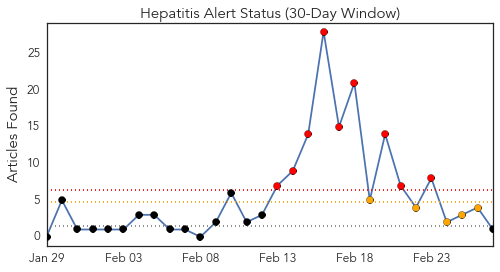 Hepatitis Alert Status (30-Day Window)
Articles Found
25
20
15
10
5
0
Jan 29 Feb 03 Feb 08 Feb 13 Feb 18 Feb 23